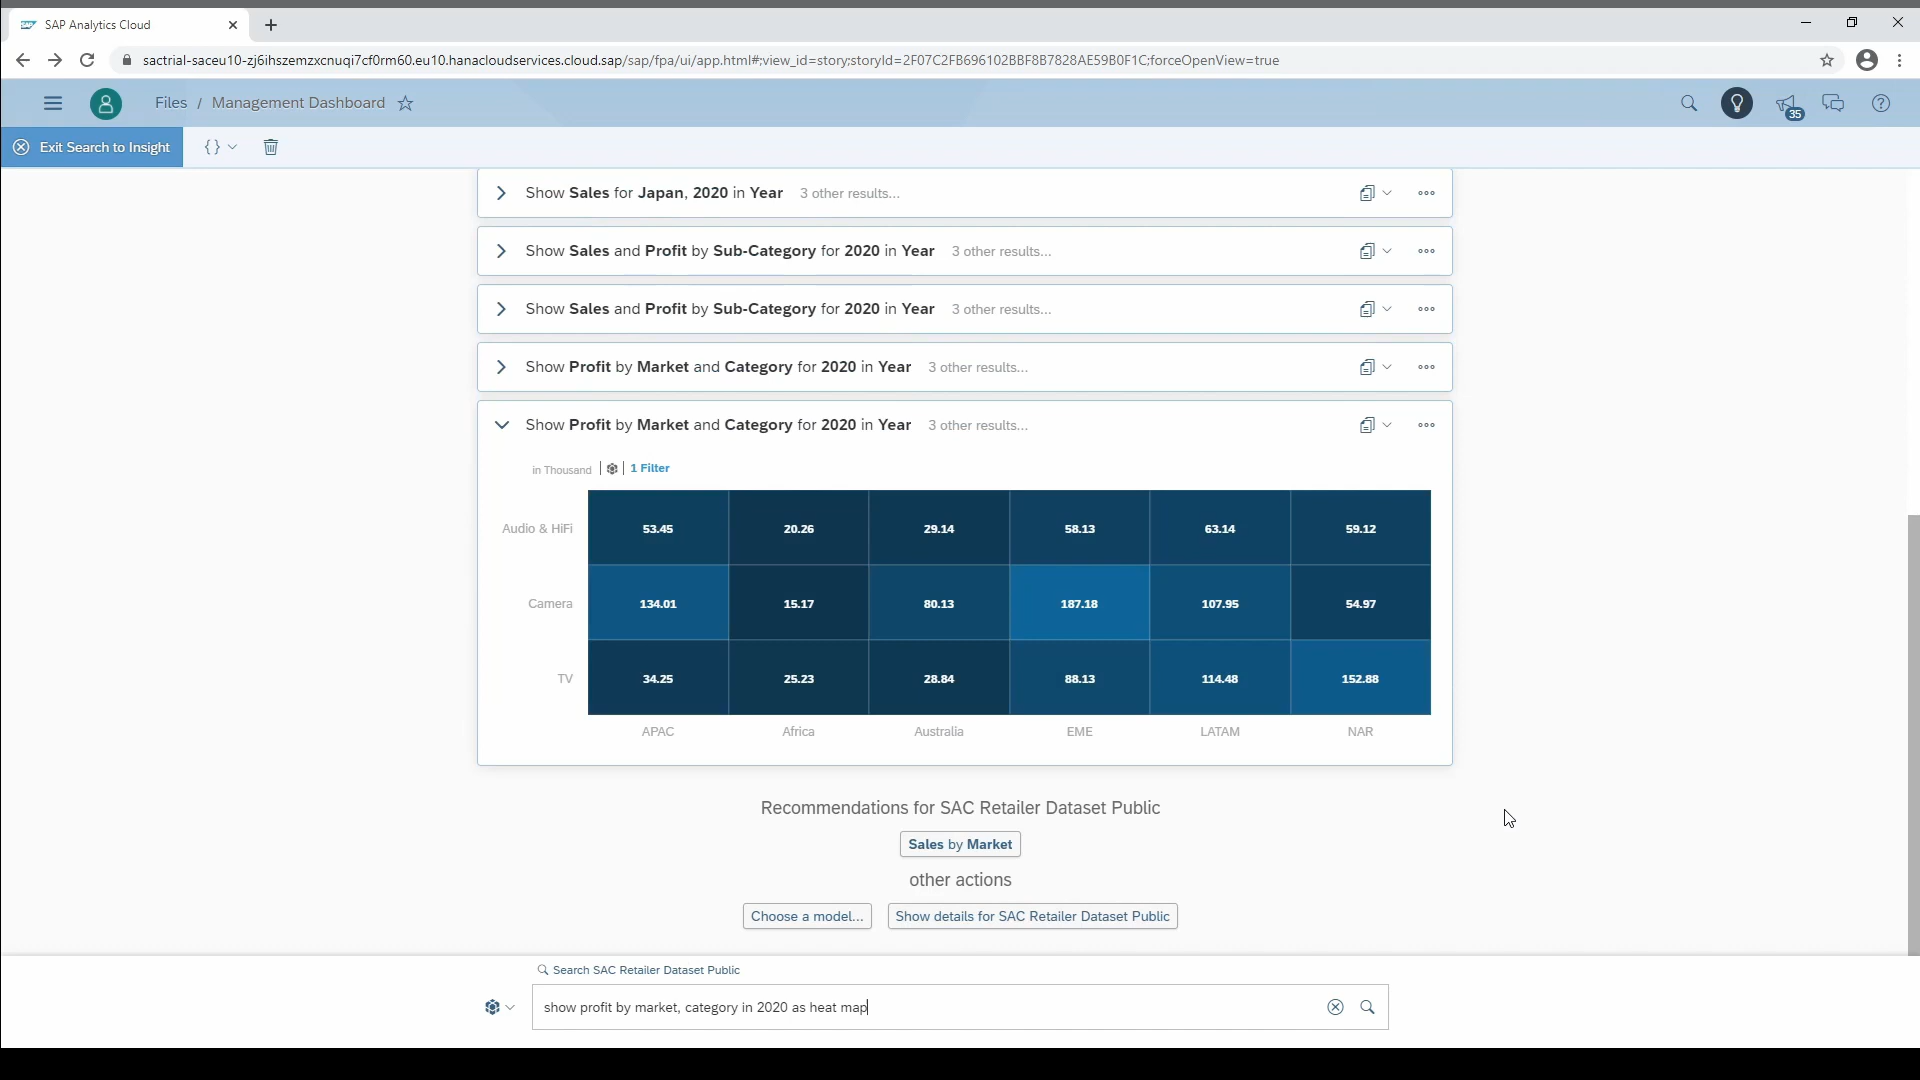 SAP Analytics Cloud
sactrial-saceu10-zj6ihszemzxcnuqi7cf0rm60.eu10.hanacloudservices.cloud.sap/sap/fpa/ui/app.html#;view_id=story;storyId=2F07C2FB696102BBF8B7828AE59B0F1C;forceOpenView=true
Files / Management Dashboard
35
Exit Search to Insight
Show Sales for Japan, 2020 in Year 3 other results...
Show Sales and Profit by Sub-Category for 2020 in Year 3 other results...
Show Sales and Profit by Sub-Category for 2020 in Year 3 other results...
Show Profit by Market and Category for 2020 in Year 3 other results...
Show Profit by Market and Category for 2020 in Year 3 other results...
in Thousand 1 Filter
Audio & HiFi 53.45 20.26 29.14 58.13 63.14 59.12
Camera 134.01 15.17 80.13 187.18 107.95 54.97
TV 34.25 25.23 28.84 88.13 114.48 152.88
APAC Africa Australia EME LATAM NAR
Recommendations for SAC Retailer Dataset Public
Sales by Market
other actions
Choose a model... Show details for SAC Retailer Dataset Public
Search SAC Retailer Dataset Public
show profit by market, category in 2020 as heat map